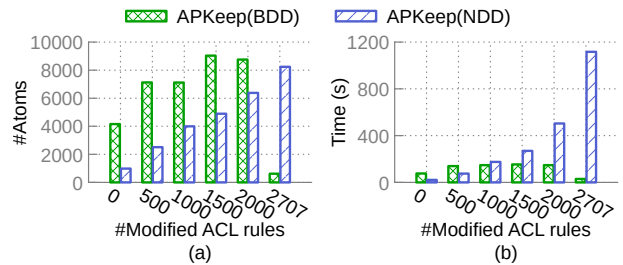 APKeep(BDD) APKeep(NDD)
#Atoms
10000
8000
6000
4000
2000
0
0 500 1000 1500 2000 2707
#Modified ACL rules
(a)
Time (s)
1200
800
400
0
0 500 1000 1500 2000 2707
#Modified ACL rules
(b)